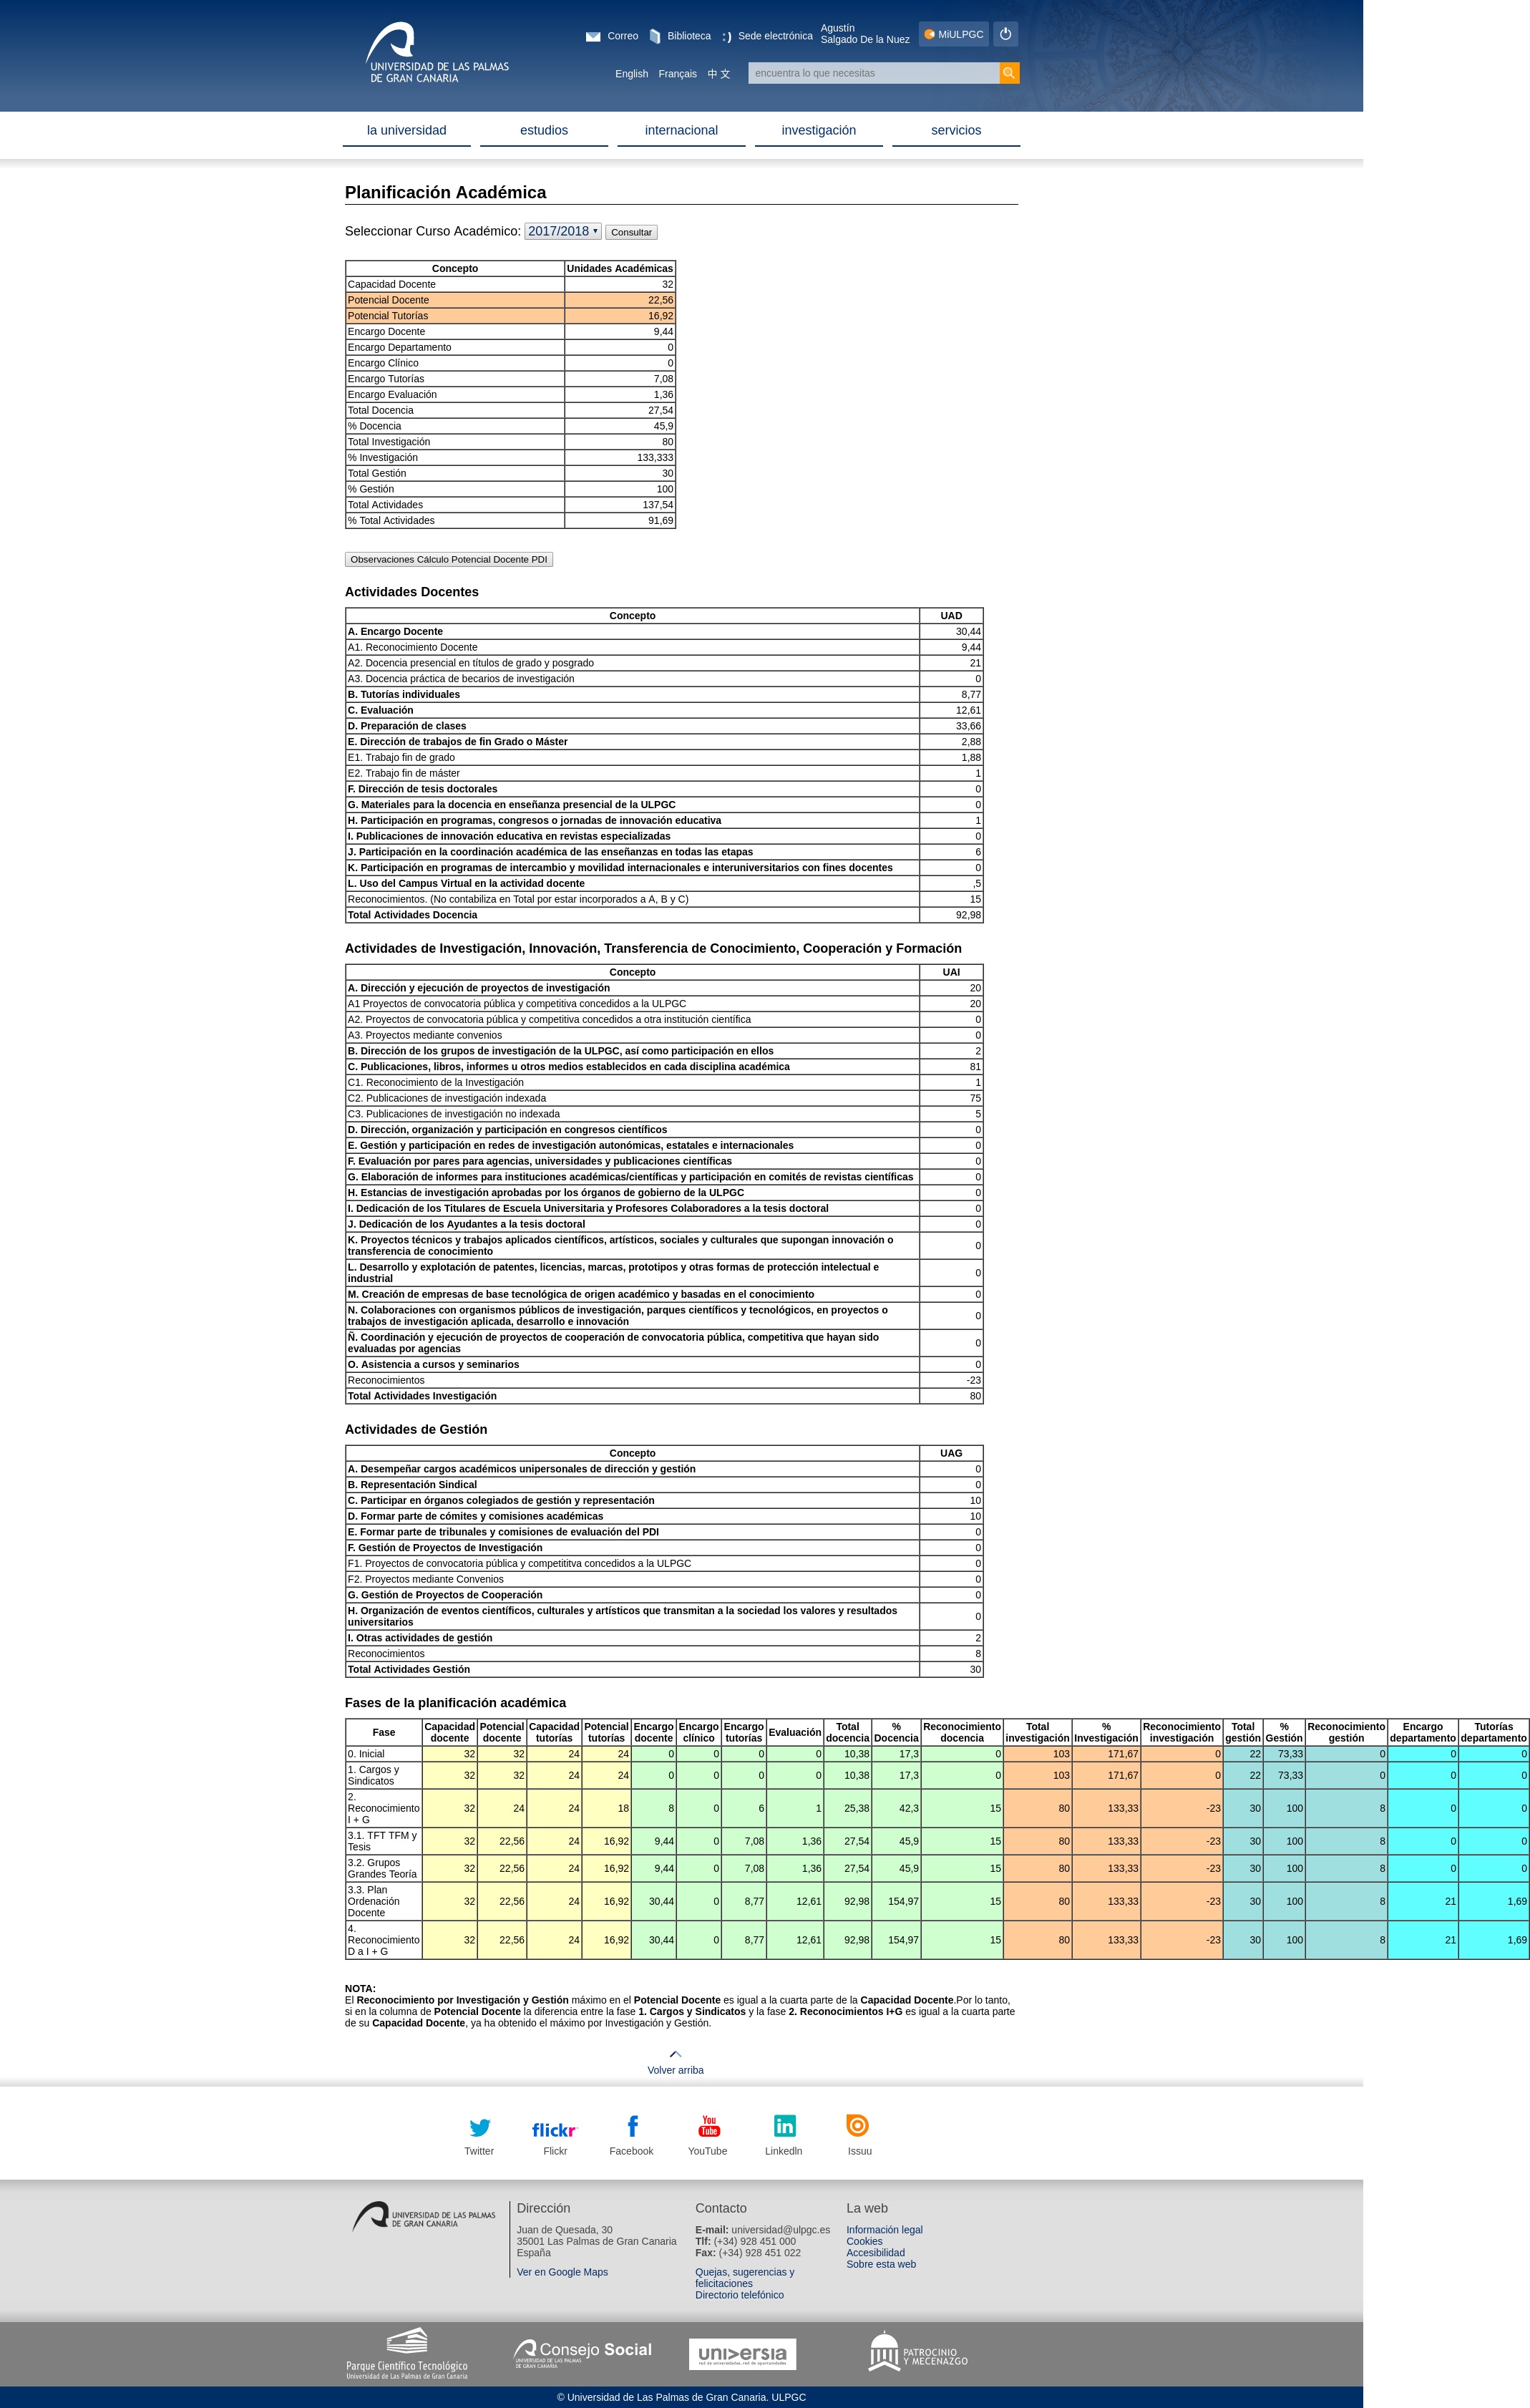 UNIVERSIDAD DE LAS PALMAS
DE GRAN CANARIA
Correo Biblioteca Sede electrónica Agustín
Salgado De la Nuez MiULPGC
English Français 中文 encuentra lo que necesitas
la universidad estudios internacional investigación servicios
Planificación Académica
Seleccionar Curso Académico: 2017/2018 Consultar
Concepto Unidades Académicas
Capacidad Docente 32
Potencial Docente 22,56
Potencial Tutorías 16,92
Encargo Docente 9,44
Encargo Departamento 0
Encargo Clínico 0
Encargo Tutorías 7,08
Encargo Evaluación 1,36
Total Docencia 27,54
% Docencia 45,9
Total Investigación 80
% Investigación 133,333
Total Gestión 30
% Gestión 100
Total Actividades 137,54
% Total Actividades 91,69
Observaciones Cálculo Potencial Docente PDI
Actividades Docentes
Concepto UAD
A. Encargo Docente 30,44
A1. Reconocimiento Docente 9,44
A2. Docencia presencial en títulos de grado y posgrado 21
A3. Docencia práctica de becarios de investigación 0
B. Tutorías individuales 8,77
C. Evaluación 12,61
D. Preparación de clases 33,66
E. Dirección de trabajos de fin Grado o Máster 2,88
E1. Trabajo fin de grado 1,88
E2. Trabajo fin de máster 1
F. Dirección de tesis doctorales 0
G. Materiales para la docencia en enseñanza presencial de la ULPGC 0
H. Participación en programas, congresos o jornadas de innovación educativa 1
I. Publicaciones de innovación educativa en revistas especializadas 0
J. Participación en la coordinación académica de las enseñanzas en todas las etapas 6
K. Participación en programas de intercambio y movilidad internacionales e interuniversitarios con fines docentes 0
L. Uso del Campus Virtual en la actividad docente ,5
Reconocimientos. (No contabiliza en Total por estar incorporados a A, B y C) 15
Total Actividades Docencia 92,98
Actividades de Investigación, Innovación, Transferencia de Conocimiento, Cooperación y Formación
Concepto UAI
A. Dirección y ejecución de proyectos de investigación 20
A1 Proyectos de convocatoria pública y competitiva concedidos a la ULPGC 20
A2. Proyectos de convocatoria pública y competitiva concedidos a otra institución científica 0
A3. Proyectos mediante convenios 0
B. Dirección de los grupos de investigación de la ULPGC, así como participación en ellos 2
C. Publicaciones, libros, informes u otros medios establecidos en cada disciplina académica 81
C1. Reconocimiento de la Investigación 1
C2. Publicaciones de investigación indexada 75
C3. Publicaciones de investigación no indexada 5
D. Dirección, organización y participación en congresos científicos 0
E. Gestión y participación en redes de investigación autonómicas, estatales e internacionales 0
F. Evaluación por pares para agencias, universidades y publicaciones científicas 0
G. Elaboración de informes para instituciones académicas/científicas y participación en comités de revistas científicas 0
H. Estancias de investigación aprobadas por los órganos de gobierno de la ULPGC 0
I. Dedicación de los Titulares de Escuela Universitaria y Profesores Colaboradores a la tesis doctoral 0
J. Dedicación de los Ayudantes a la tesis doctoral 0
K. Proyectos técnicos y trabajos aplicados científicos, artísticos, sociales y culturales que supongan innovación o
transferencia de conocimiento 0
L. Desarrollo y explotación de patentes, licencias, marcas, prototipos y otras formas de protección intelectual e
industrial 0
M. Creación de empresas de base tecnológica de origen académico y basadas en el conocimiento 0
N. Colaboraciones con organismos públicos de investigación, parques científicos y tecnológicos, en proyectos o
trabajos de investigación aplicada, desarrollo e innovación 0
Ñ. Coordinación y ejecución de proyectos de cooperación de convocatoria pública, competitiva que hayan sido
evaluadas por agencias 0
O. Asistencia a cursos y seminarios 0
Reconocimientos -23
Total Actividades Investigación 80
Actividades de Gestión
Concepto UAG
A. Desempeñar cargos académicos unipersonales de dirección y gestión 0
B. Representación Sindical 0
C. Participar en órganos colegiados de gestión y representación 10
D. Formar parte de cómites y comisiones académicas 10
E. Formar parte de tribunales y comisiones de evaluación del PDI 0
F. Gestión de Proyectos de Investigación 0
F1. Proyectos de convocatoria pública y competititva concedidos a la ULPGC 0
F2. Proyectos mediante Convenios 0
G. Gestión de Proyectos de Cooperación 0
H. Organización de eventos científicos, culturales y artísticos que transmitan a la sociedad los valores y resultados
universitarios 0
I. Otras actividades de gestión 2
Reconocimientos 8
Total Actividades Gestión 30
Fases de la planificación académica
Fase Capacidad docente Potencial docente Capacidad tutorías Potencial tutorías Encargo docente Encargo clínico Encargo tutorías Evaluación Total docencia % Docencia Reconocimiento docencia Total investigación % Investigación Reconocimiento investigación Total gestión % Gestión Reconocimiento gestión Encargo departamento Tutorías departamento
0. Inicial 32 32 24 24 0 0 0 0 10,38 17,3 0 103 171,67 0 22 73,33 0 0 0
1. Cargos y Sindicatos 32 32 24 24 0 0 0 0 10,38 17,3 0 103 171,67 0 22 73,33 0 0 0
2. Reconocimiento I + G 32 24 24 18 8 0 6 1 25,38 42,3 15 80 133,33 -23 30 100 8 0 0
3.1. TFT TFM y Tesis 32 22,56 24 16,92 9,44 0 7,08 1,36 27,54 45,9 15 80 133,33 -23 30 100 8 0 0
3.2. Grupos Grandes Teoría 32 22,56 24 16,92 9,44 0 7,08 1,36 27,54 45,9 15 80 133,33 -23 30 100 8 0 0
3.3. Plan Ordenación Docente 32 22,56 24 16,92 30,44 0 8,77 12,61 92,98 154,97 15 80 133,33 -23 30 100 8 21 1,69
4. Reconocimiento D a I + G 32 22,56 24 16,92 30,44 0 8,77 12,61 92,98 154,97 15 80 133,33 -23 30 100 8 21 1,69
NOTA:
El Reconocimiento por Investigación y Gestión máximo en el Potencial Docente es igual a la cuarta parte de la Capacidad Docente.Por lo tanto,
si en la columna de Potencial Docente la diferencia entre la fase 1. Cargos y Sindicatos y la fase 2. Reconocimientos I+G es igual a la cuarta parte
de su Capacidad Docente, ya ha obtenido el máximo por Investigación y Gestión.
Volver arriba
flickr You Tube in
Twitter Flickr Facebook YouTube LinkedIn Issuu
UNIVERSIDAD DE LAS PALMAS
DE GRAN CANARIA
Dirección
Juan de Quesada, 30
35001 Las Palmas de Gran Canaria
España
Ver en Google Maps
Contacto
E-mail: universidad@ulpgc.es
Tlf: (+34) 928 451 000
Fax: (+34) 928 451 022
Quejas, sugerencias y
felicitaciones
Directorio telefónico
La web
Información legal
Cookies
Accesibilidad
Sobre esta web
Parque Científico Tecnológico
Universidad de Las Palmas de Gran Canaria
Consejo Social
UNIVERSIDAD DE LAS PALMAS
DE GRAN CANARIA
universia
red de universidades, red de oportunidades
PATROCINIO
Y MECENAZGO
© Universidad de Las Palmas de Gran Canaria. ULPGC